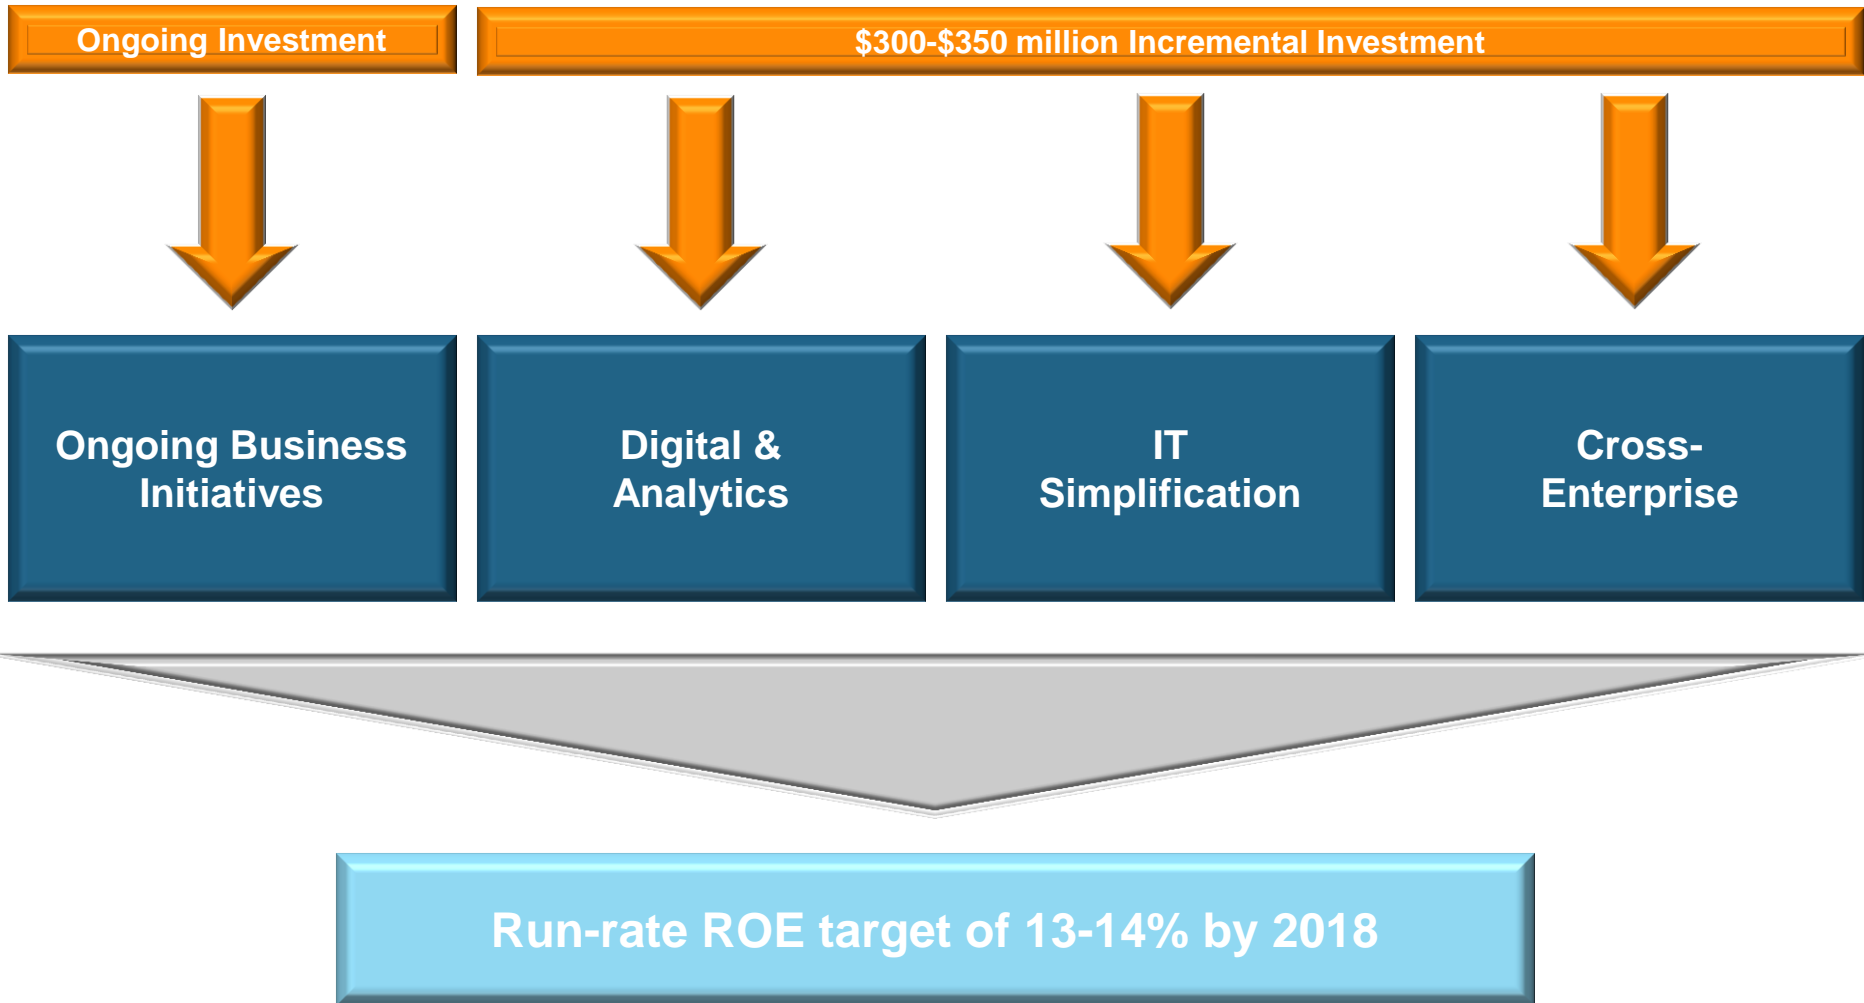 Ongoing Investment
$300-$350 million Incremental Investment
Ongoing Business
Initiatives
Digital &
Analytics
IT
Simplification
Cross-
Enterprise
Run-rate ROE target of 13-14% by 2018